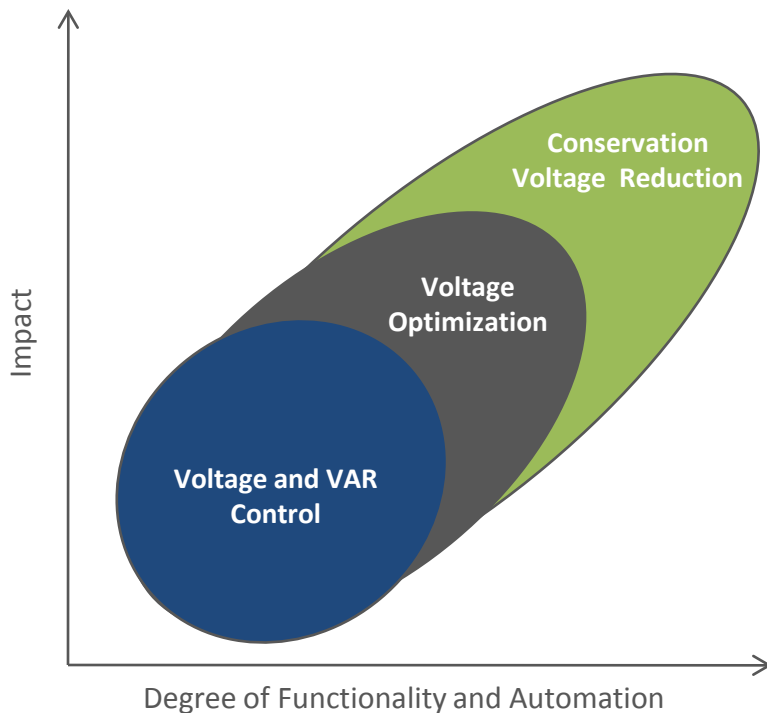 Conservation
Voltage Reduction
Voltage
Optimization
Voltage and VAR
Control
Impact
Degree of Functionality and Automation